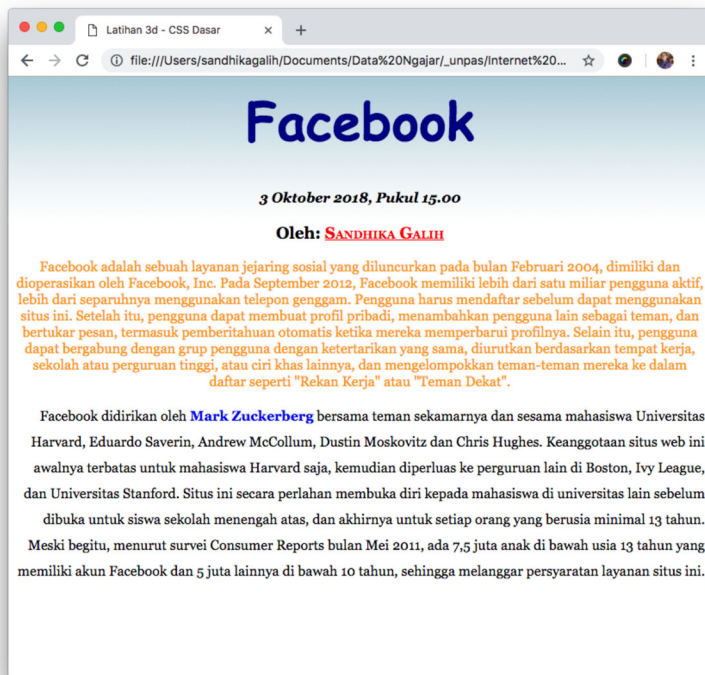 Latihan 3d - CSS Dasar
file:///Users/sandhikagalih/Documents/Data%20Ngajar/_unpas/Internet%20...
Facebook
3 Oktober 2018, Pukul 15.00
Oleh: Sandhika Galih
Facebook adalah sebuah layanan jejaring sosial yang diluncurkan pada bulan Februari 2004, dimiliki dan
dioperasikan oleh Facebook, Inc. Pada September 2012, Facebook memiliki lebih dari satu miliar pengguna aktif,
lebih dari separuhnya menggunakan telepon genggam. Pengguna harus mendaftar sebelum dapat menggunakan
situs ini. Setelah itu, pengguna dapat membuat profil pribadi, menambahkan pengguna lain sebagai teman, dan
bertukar pesan, termasuk pemberitahuan otomatis ketika mereka memperbarui profilnya. Selain itu, pengguna
dapat bergabung dengan grup pengguna dengan ketertarikan yang sama, diurutkan berdasarkan tempat kerja,
sekolah atau perguruan tinggi, atau ciri khas lainnya, dan mengelompokkan teman-teman mereka ke dalam
daftar seperti "Rekan Kerja" atau "Teman Dekat".
Facebook didirikan oleh Mark Zuckerberg bersama teman sekamarnya dan sesama mahasiswa Universitas
Harvard, Eduardo Saverin, Andrew McCollum, Dustin Moskovitz dan Chris Hughes. Keanggotaan situs web ini
awalnya terbatas untuk mahasiswa Harvard saja, kemudian diperluas ke perguruan lain di Boston, Ivy League,
dan Universitas Stanford. Situs ini secara perlahan membuka diri kepada mahasiswa di universitas lain sebelum
dibuka untuk siswa sekolah menengah atas, dan akhirnya untuk setiap orang yang berusia minimal 13 tahun.
Meski begitu, menurut survei Consumer Reports bulan Mei 2011, ada 7,5 juta anak di bawah usia 13 tahun yang
memiliki akun Facebook dan 5 juta lainnya di bawah 10 tahun, sehingga melanggar persyaratan layanan situs ini.